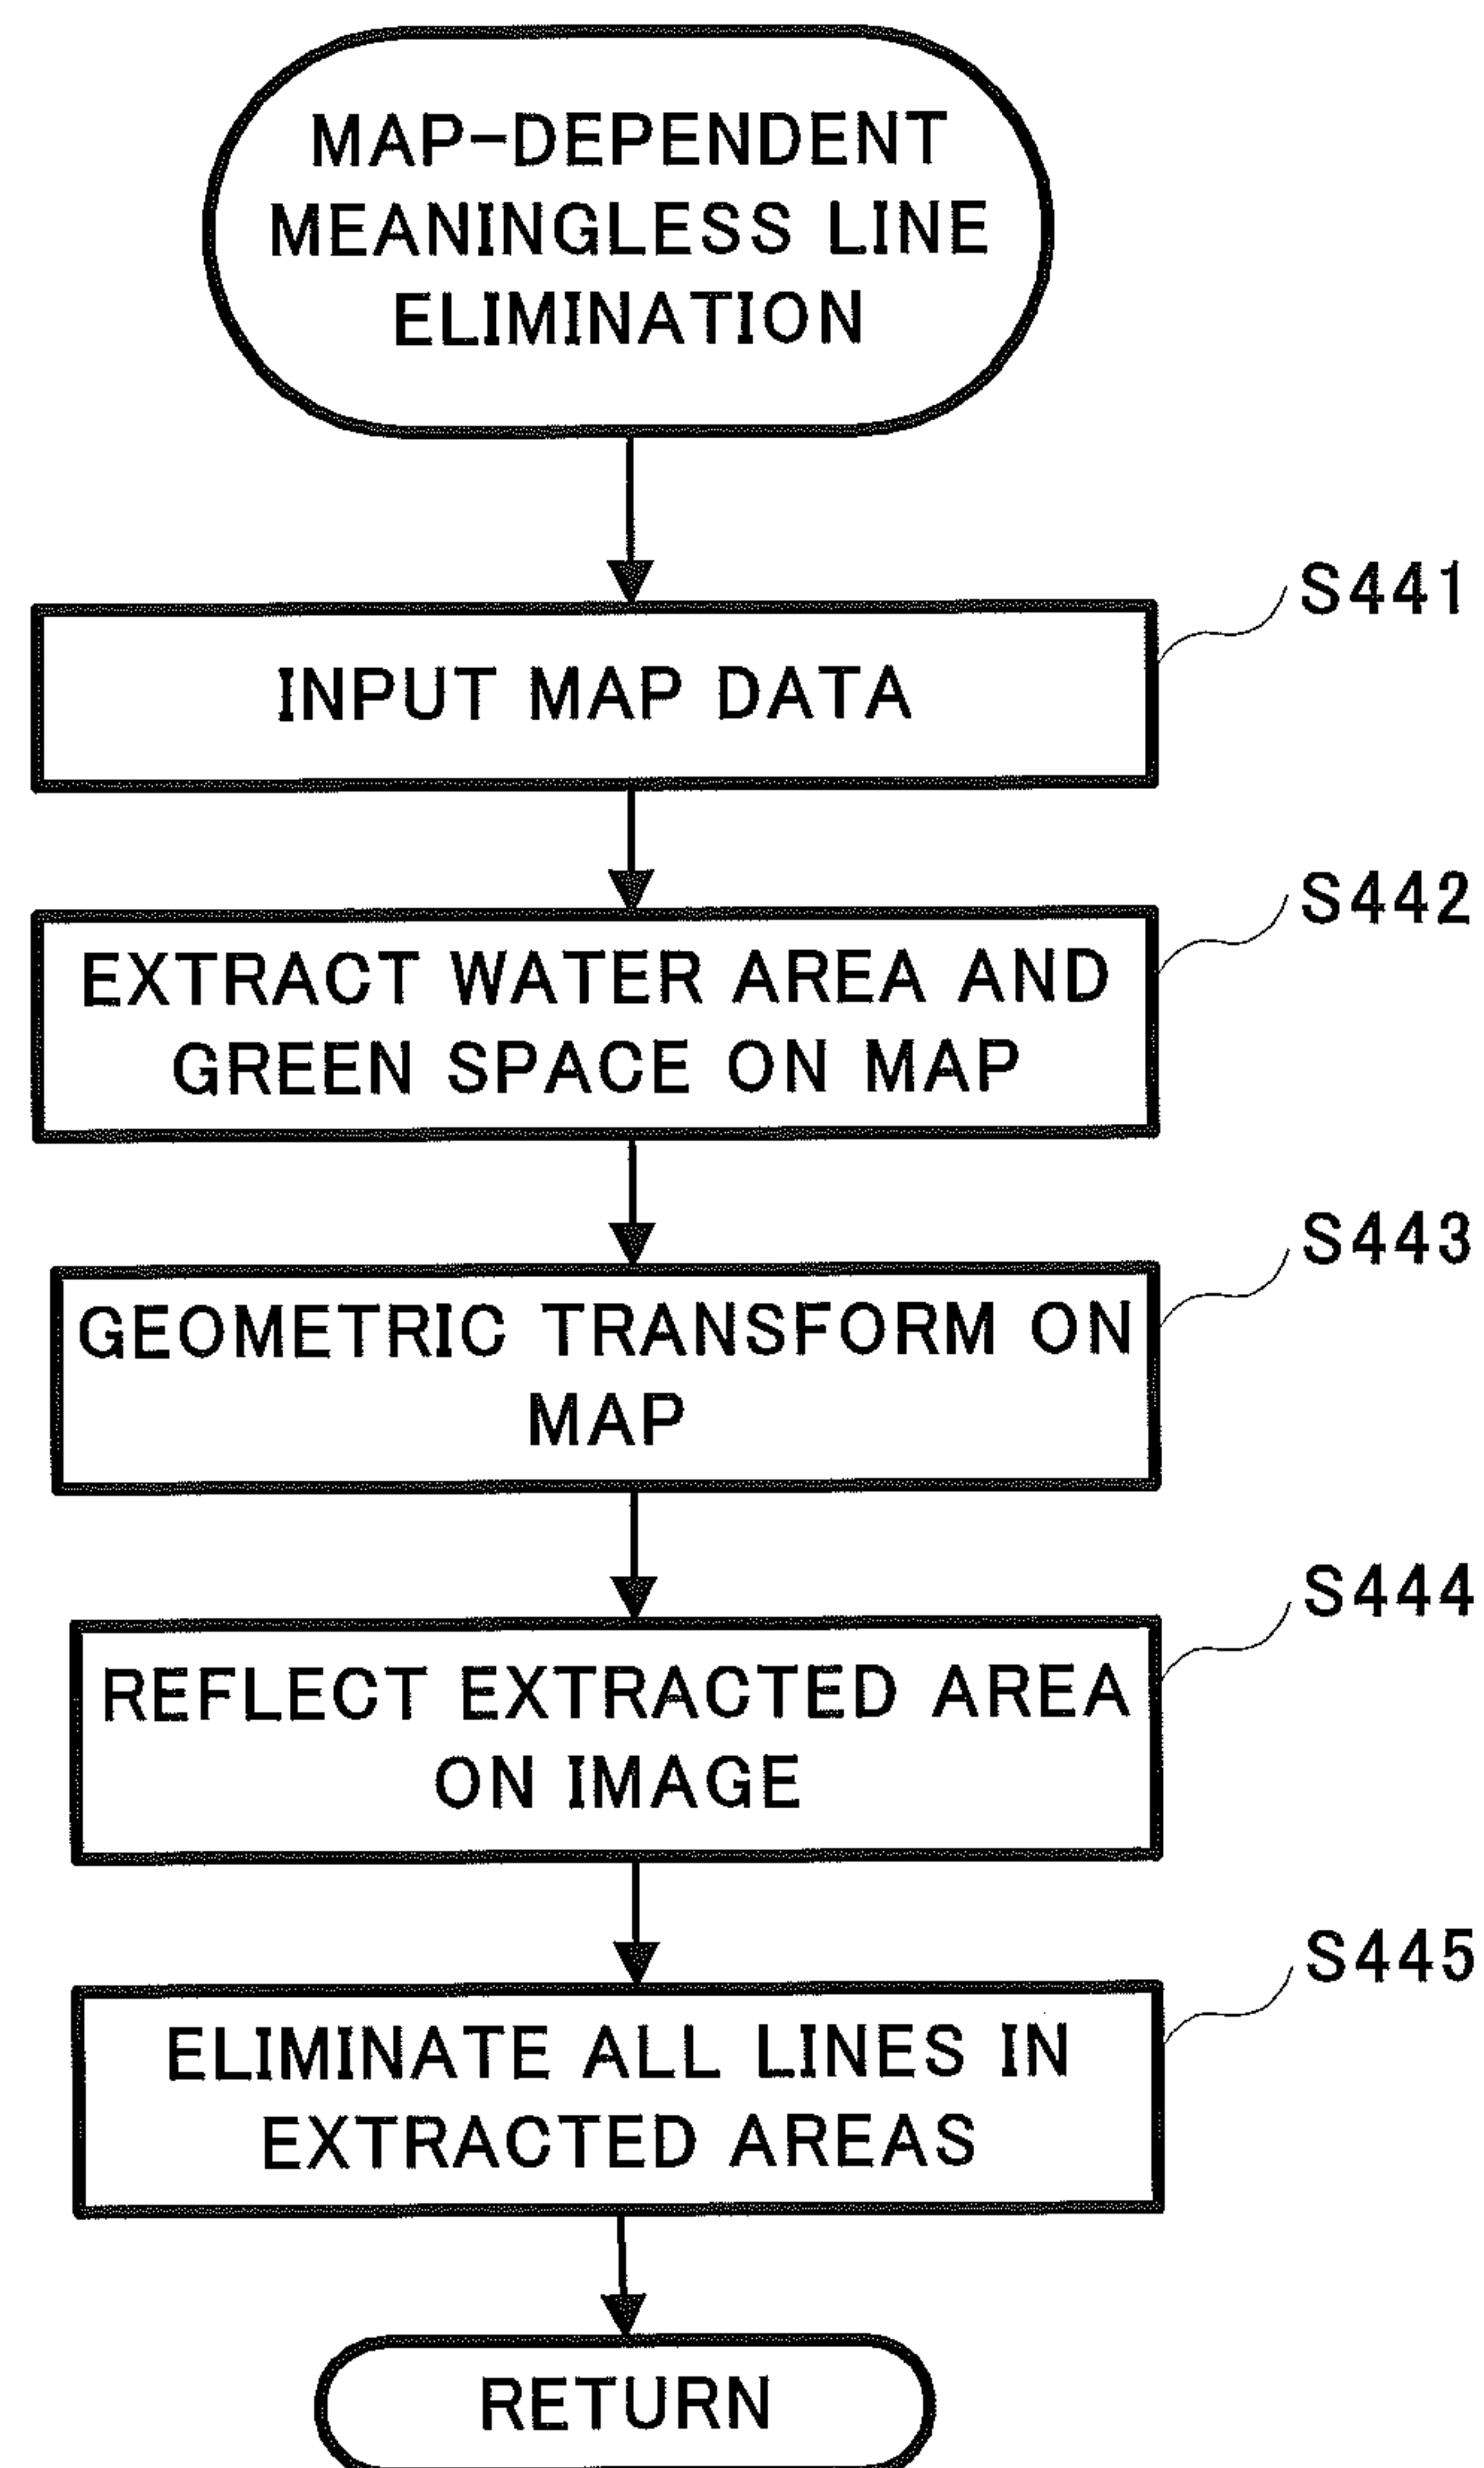 MAP-DEPENDENT
MEANINGLESS LINE
ELIMINATION
S441
INPUT MAP DATA
S442
EXTRACT WATER AREA AND
GREEN SPACE ON MAP
S443
GEOMETRIC TRANSFORM ON
MAP
S444
REFLECT EXTRACTED AREA
ON IMAGE
S445
ELIMINATE ALL LINES IN
EXTRACTED AREAS
RETURN